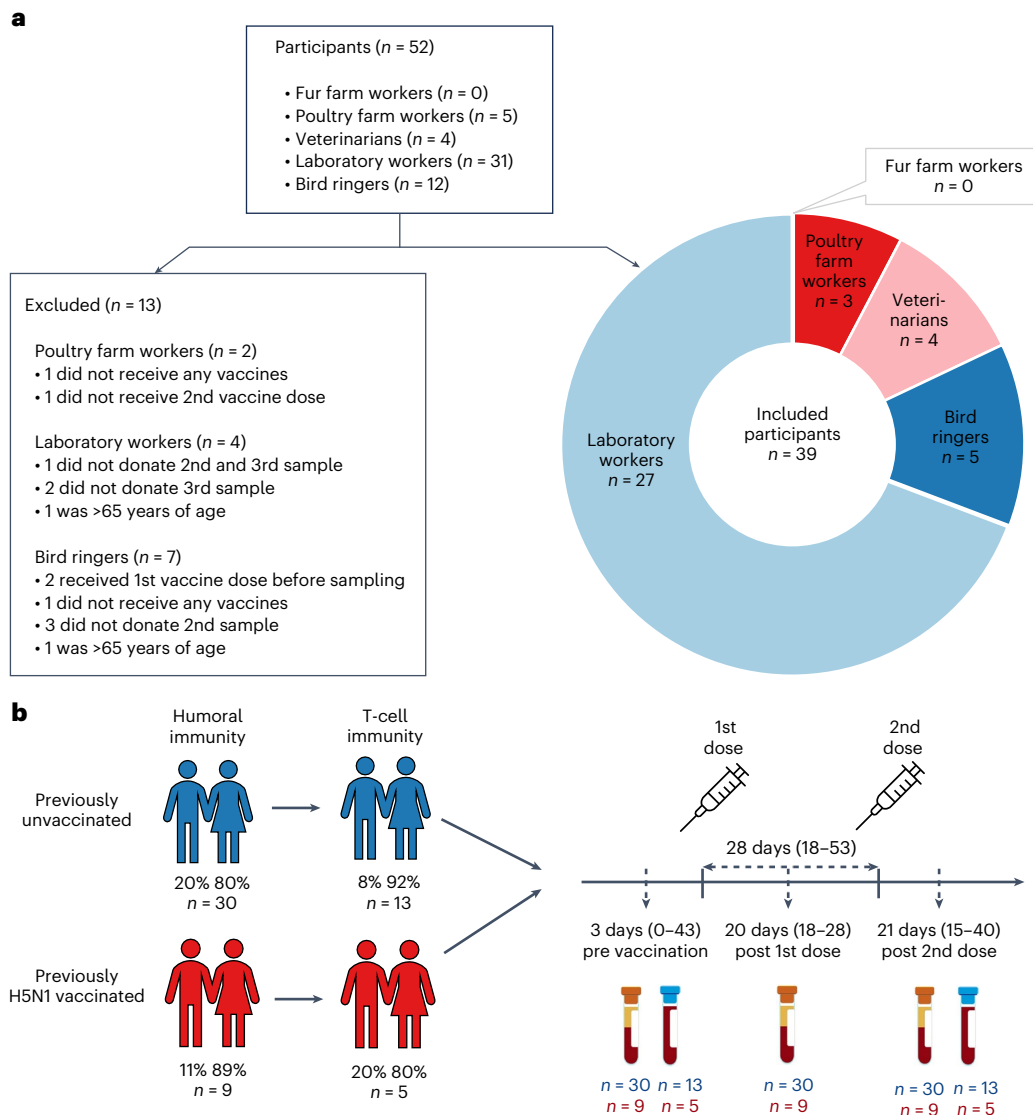 a
Participants (n = 52)
• Fur farm workers (n = 0)
• Poultry farm workers (n = 5)
• Veterinarians (n = 4)
• Laboratory workers (n = 31)
• Bird ringers (n = 12)
Excluded (n = 13)
Poultry farm workers (n = 2)
• 1 did not receive any vaccines
• 1 did not receive 2nd vaccine dose
Laboratory workers (n = 4)
• 1 did not donate 2nd and 3rd sample
• 2 did not donate 3rd sample
• 1 was >65 years of age
Bird ringers (n = 7)
• 2 received 1st vaccine dose before sampling
• 1 did not receive any vaccines
• 3 did not donate 2nd sample
• 1 was >65 years of age
Fur farm workers
n = 0
Poultry
farm
workers
n = 3
Veteri-
narians
n = 4
Bird
ringers
n = 5
Laboratory
workers
n = 27
Included
participants
n = 39
b
Humoral
immunity
T-cell
immunity
Previously
unvaccinated
20% 80%
n = 30
8% 92%
n = 13
Previously
H5N1 vaccinated
11% 89%
n = 9
20% 80%
n = 5
1st
dose
2nd
dose
28 days (18–53)
3 days (0–43)
pre vaccination
20 days (18–28)
post 1st dose
21 days (15–40)
post 2nd dose
n = 30 n = 13
n = 9 n = 5
n = 30
n = 9
n = 30 n = 13
n = 9 n = 5